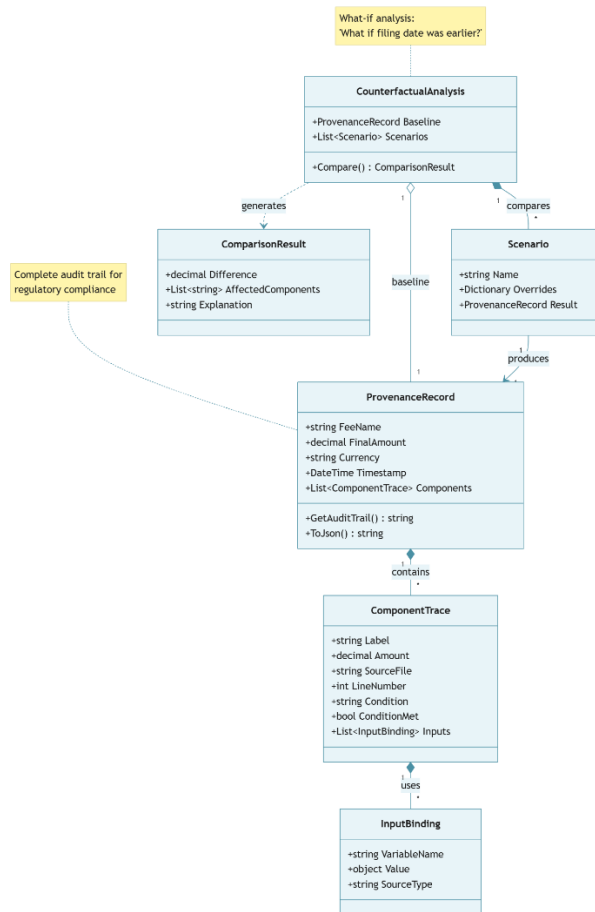 What-if analysis:
'What if filing date was earlier?'
CounterfactualAnalysis
+ProvenanceRecord Baseline
+List<Scenario> Scenarios
+Compare() : ComparisonResult
1
1
generates
compares
*
ComparisonResult
+decimal Difference
+List<string> AffectedComponents
+string Explanation
Scenario
+string Name
+Dictionary Overrides
+ProvenanceRecord Result
Complete audit trail for
regulatory compliance
baseline
1
produces
1
*
ProvenanceRecord
+string FeeName
+decimal FinalAmount
+string Currency
+DateTime Timestamp
+List<ComponentTrace> Components
+GetAuditTrail() : string
+ToJson() : string
1
contains
*
ComponentTrace
+string Label
+decimal Amount
+string SourceFile
+int LineNumber
+string Condition
+bool ConditionMet
+List<InputBinding> Inputs
1
uses
*
InputBinding
+string VariableName
+object Value
+string SourceType